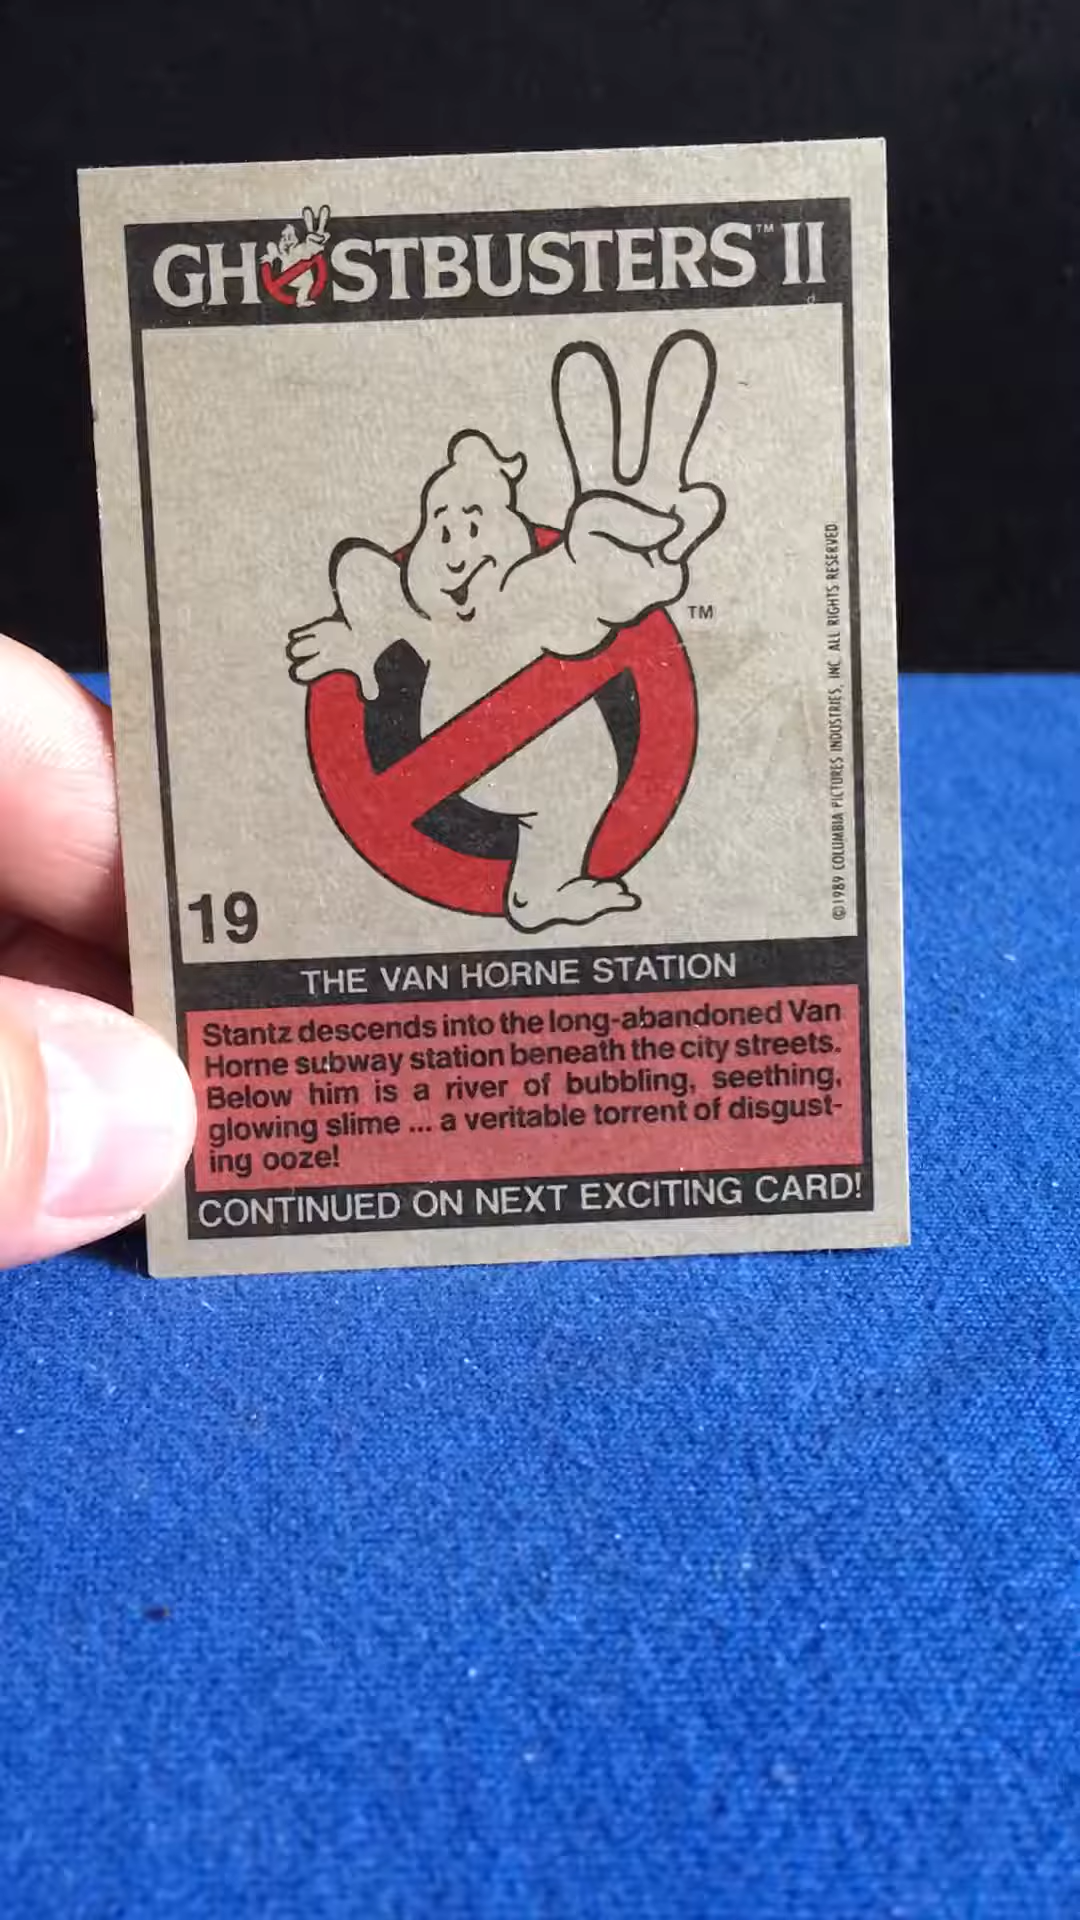 GHOSTBUSTERS™ II
TM
©1989 COLUMBIA PICTURES INDUSTRIES, INC. ALL RIGHTS RESERVED
19
THE VAN HORNE STATION
Stantz descends into the long-abandoned Van
Horne subway station beneath the city streets.
Below him is a river of bubbling, seething,
glowing slime ... a veritable torrent of disgust-
ing ooze!
CONTINUED ON NEXT EXCITING CARD!